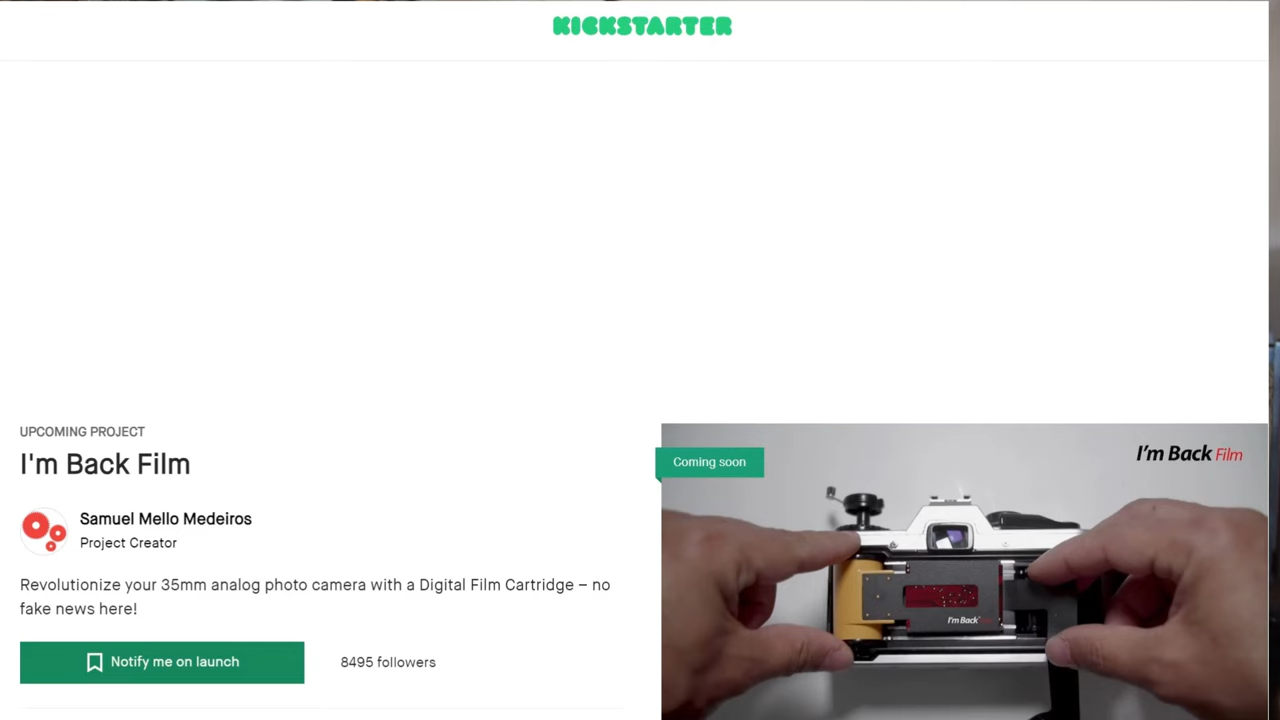 KICKSTARTER
UPCOMING PROJECT
I'm Back Film
Samuel Mello Medeiros
Project Creator
Revolutionize your 35mm analog photo camera with a Digital Film Cartridge – no
fake news here!
Notify me on launch
8495 followers
Coming soon
I'm Back Film
I'm Back Film